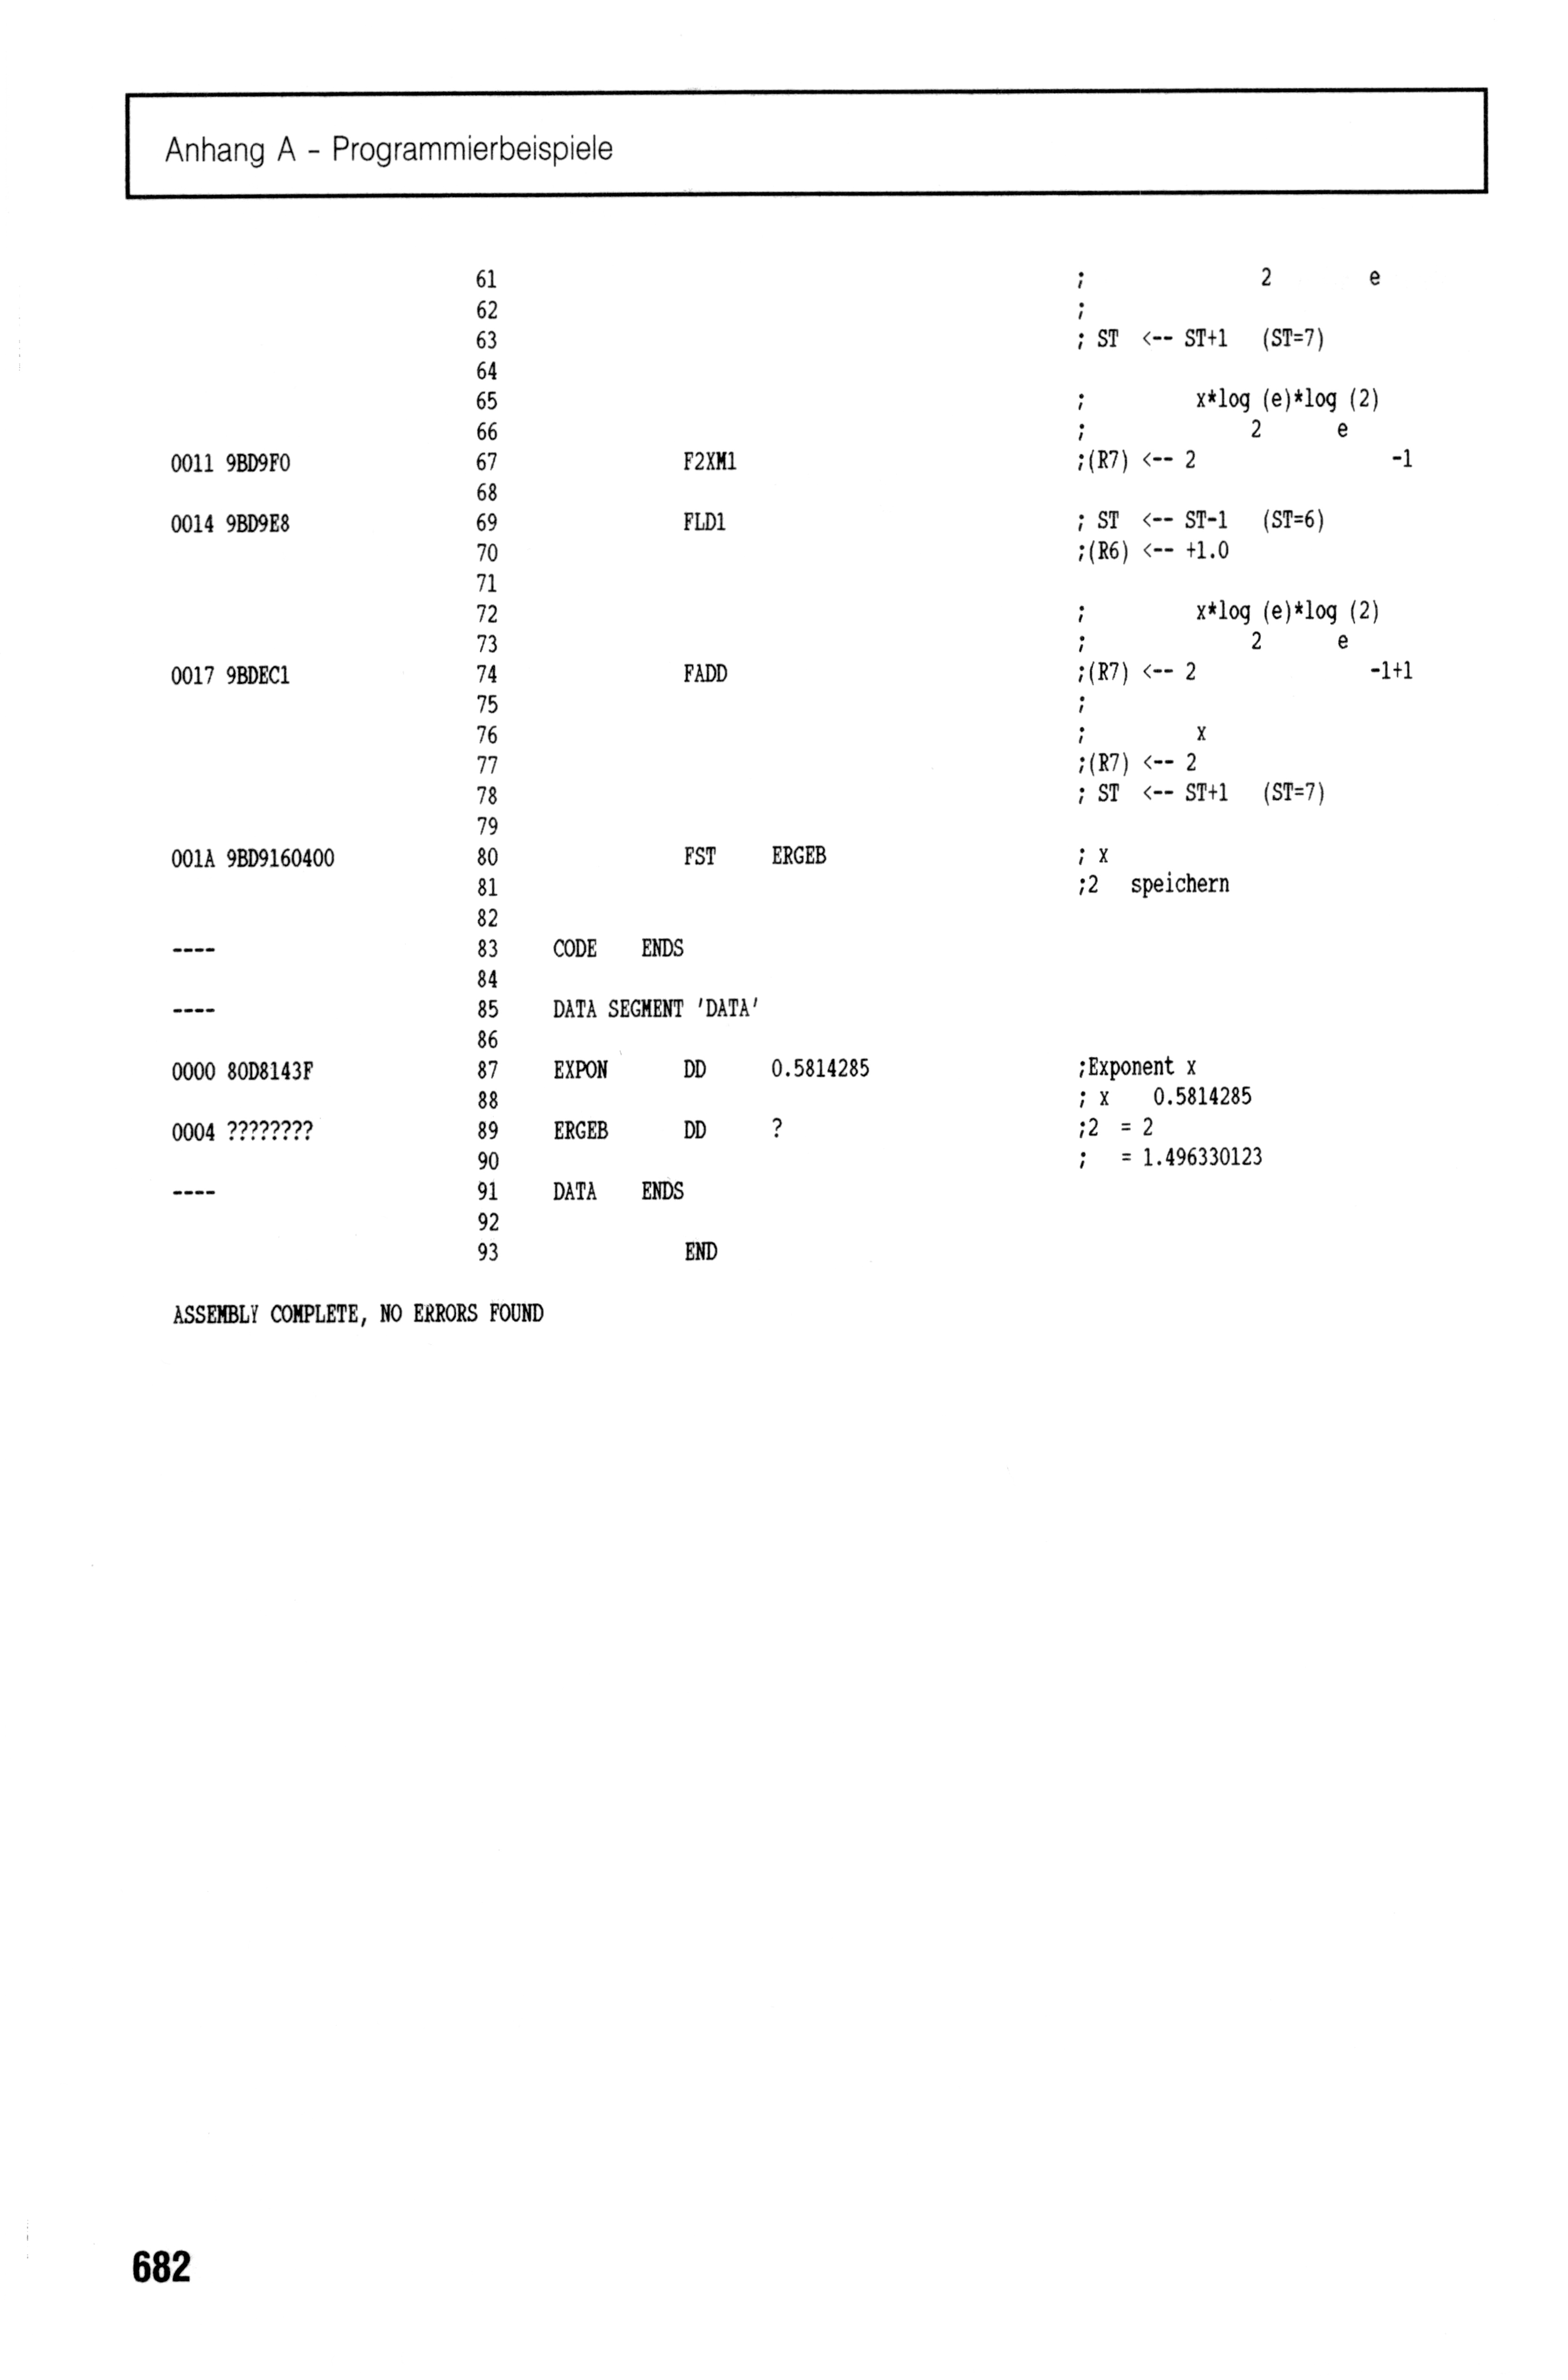 Anhang A - Programmierbeispiele
61 ; 2 e
62 ;
63 ; ST <-- ST+1 (ST=7)
64
65 ; x*log (e)*log (2)
66 ; 2 e
0011 9BD9F0 67 F2XM1 ;(R7) <-- 2 -1
68
0014 9BD9E8 69 FLD1 ; ST <-- ST-1 (ST=6)
70 ;(R6) <-- +1.0
71
72 ; x*log (e)*log (2)
73 ; 2 e
0017 9BDEC1 74 FADD ;(R7) <-- 2 -1+1
75 ;
76 ; x
77 ;(R7) <-- 2
78 ; ST <-- ST+1 (ST=7)
79
001A 9BD9160400 80 FST ERGEB ; x
81 ;2 speichern
82
---- 83 CODE ENDS
84
---- 85 DATA SEGMENT 'DATA'
86
0000 80D8143F 87 EXPON DD 0.5814285 ;Exponent x
88 ; x 0.5814285
0004 ???????? 89 ERGEB DD ? ;2 = 2
90 ; = 1.496330123
---- 91 DATA ENDS
92
93 END
ASSEMBLY COMPLETE, NO ERRORS FOUND
682